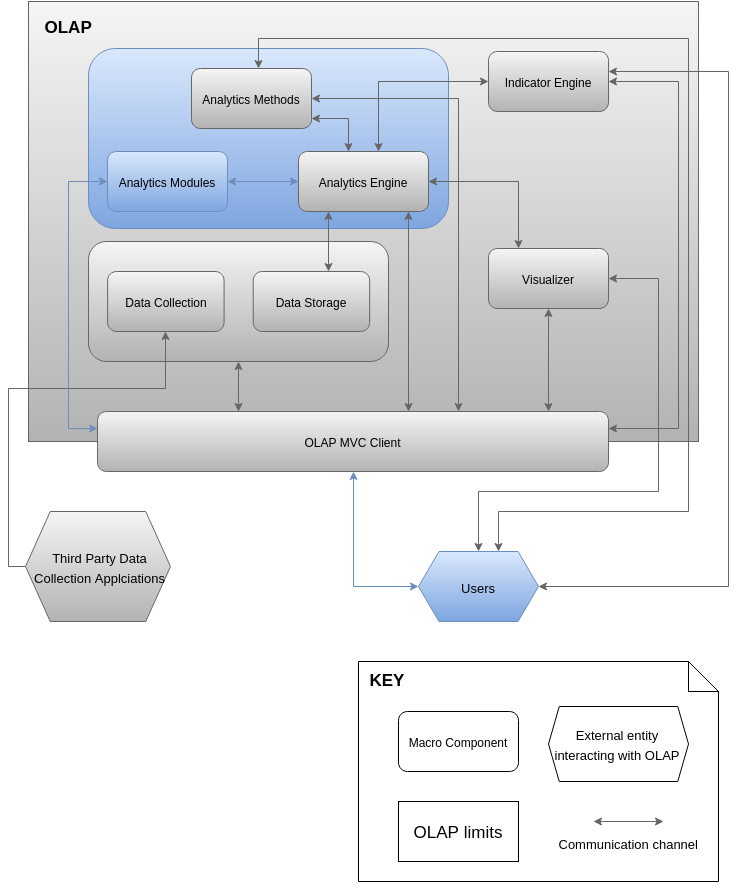 OLAP
Analytics Methods
Indicator Engine
Analytics Modules
Analytics Engine
Data Collection
Data Storage
Visualizer
OLAP MVC Client
Third Party Data
Collection Applciations
Users
KEY
Macro Component
External entity
interacting with OLAP
OLAP limits
Communication channel